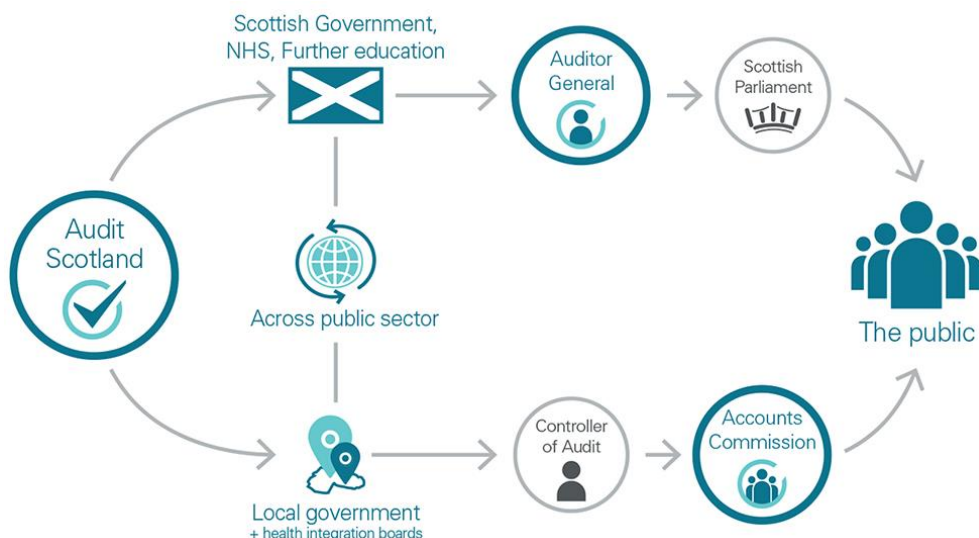 Scottish Government,
NHS, Further education
Auditor
General
Scottish
Parliament
Audit
Scotland
Across public sector
The public
Local government
+ health integration boards
Controller
of Audit
Accounts
Commission